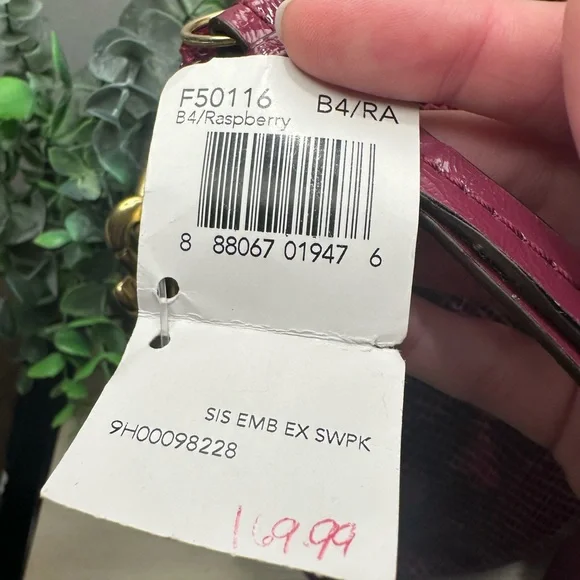 F50116 B4/RA
B4/Raspberry
8 88067 01947 6
SIS EMB EX SWPK
9H00098228
169.99